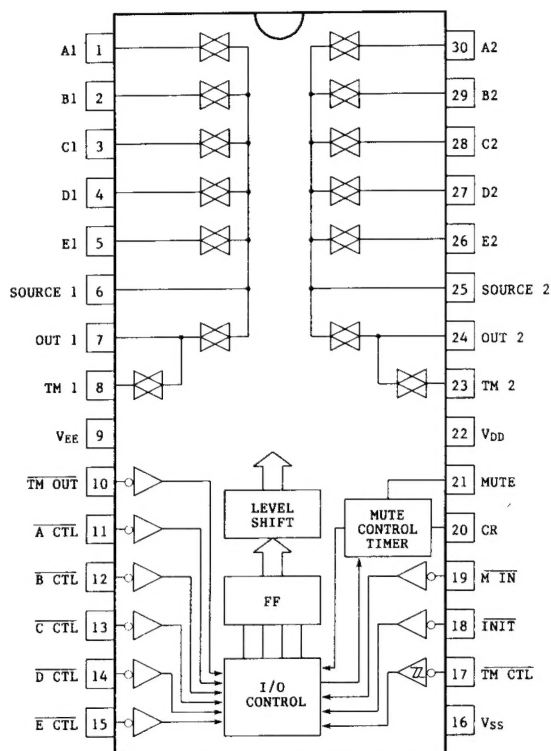 A1 1
B1 2
C1 3
D1 4
E1 5
SOURCE 1 6
OUT 1 7
TM 1 8
VEE 9
TM OUT 10
A CTL 11
B CTL 12
C CTL 13
D CTL 14
E CTL 15
30 A2
29 B2
28 C2
27 D2
26 E2
25 SOURCE 2
24 OUT 2
23 TM 2
22 VDD
21 MUTE
20 CR
19 M IN
18 INIT
17 TM CTL
16 VSS
LEVEL
SHIFT
FF
I/O
CONTROL
MUTE
CONTROL
TIMER